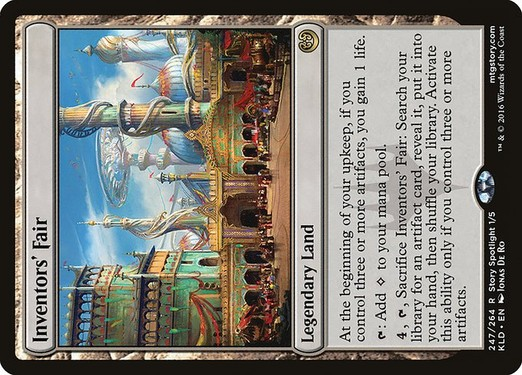 Inventors' Fair
Legendary Land
At the beginning of your upkeep, if you
control three or more artifacts, you gain 1 life.
: Add to your mana pool.
4, , Sacrifice Inventors' Fair: Search your
library for an artifact card, reveal it, put it into
your hand, then shuffle your library. Activate
this ability only if you control three or more
artifacts.
247/264 R Story Spotlight 1/5
KLD • EN Jonas De Ro
mtgstory.com
™ & © 2016 Wizards of the Coast